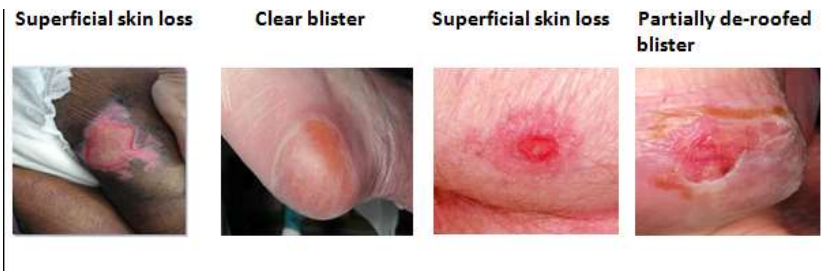 Superficial skin loss
Clear blister
Superficial skin loss
Partially de-roofed
blister